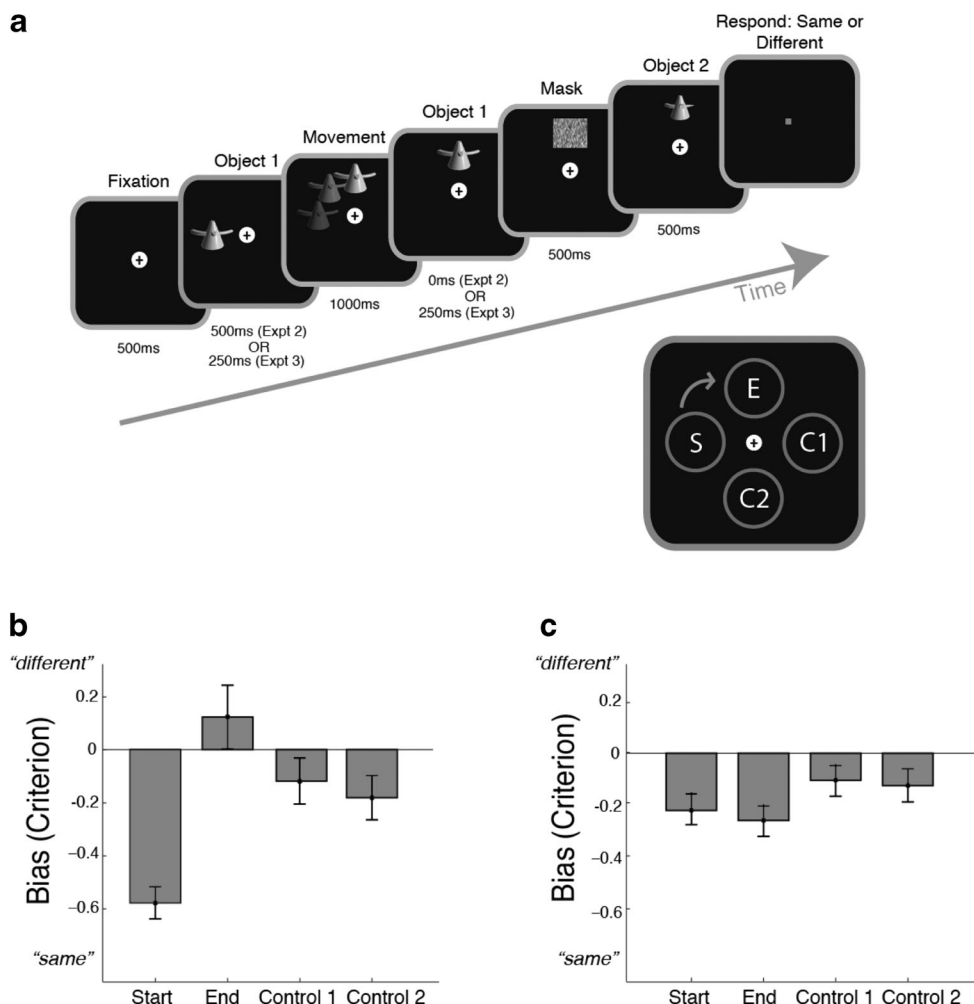 a
Respond: Same or
Different
Object 2
Mask
Object 1
Movement
Object 1
Fixation
500ms
500ms (Expt 2)
OR
250ms (Expt 3)
1000ms
0ms (Expt 2)
OR
250ms (Expt 3)
500ms
500ms
Time
E
S
C1
C2
b
"different"
0.2
0
-0.2
−0.4
-0.6
"same"
Bias (Criterion)
Start End Control 1 Control 2
c
"different"
0.2
0
-0.2
−0.4
-0.6
"same"
Bias (Criterion)
Start End Control 1 Control 2